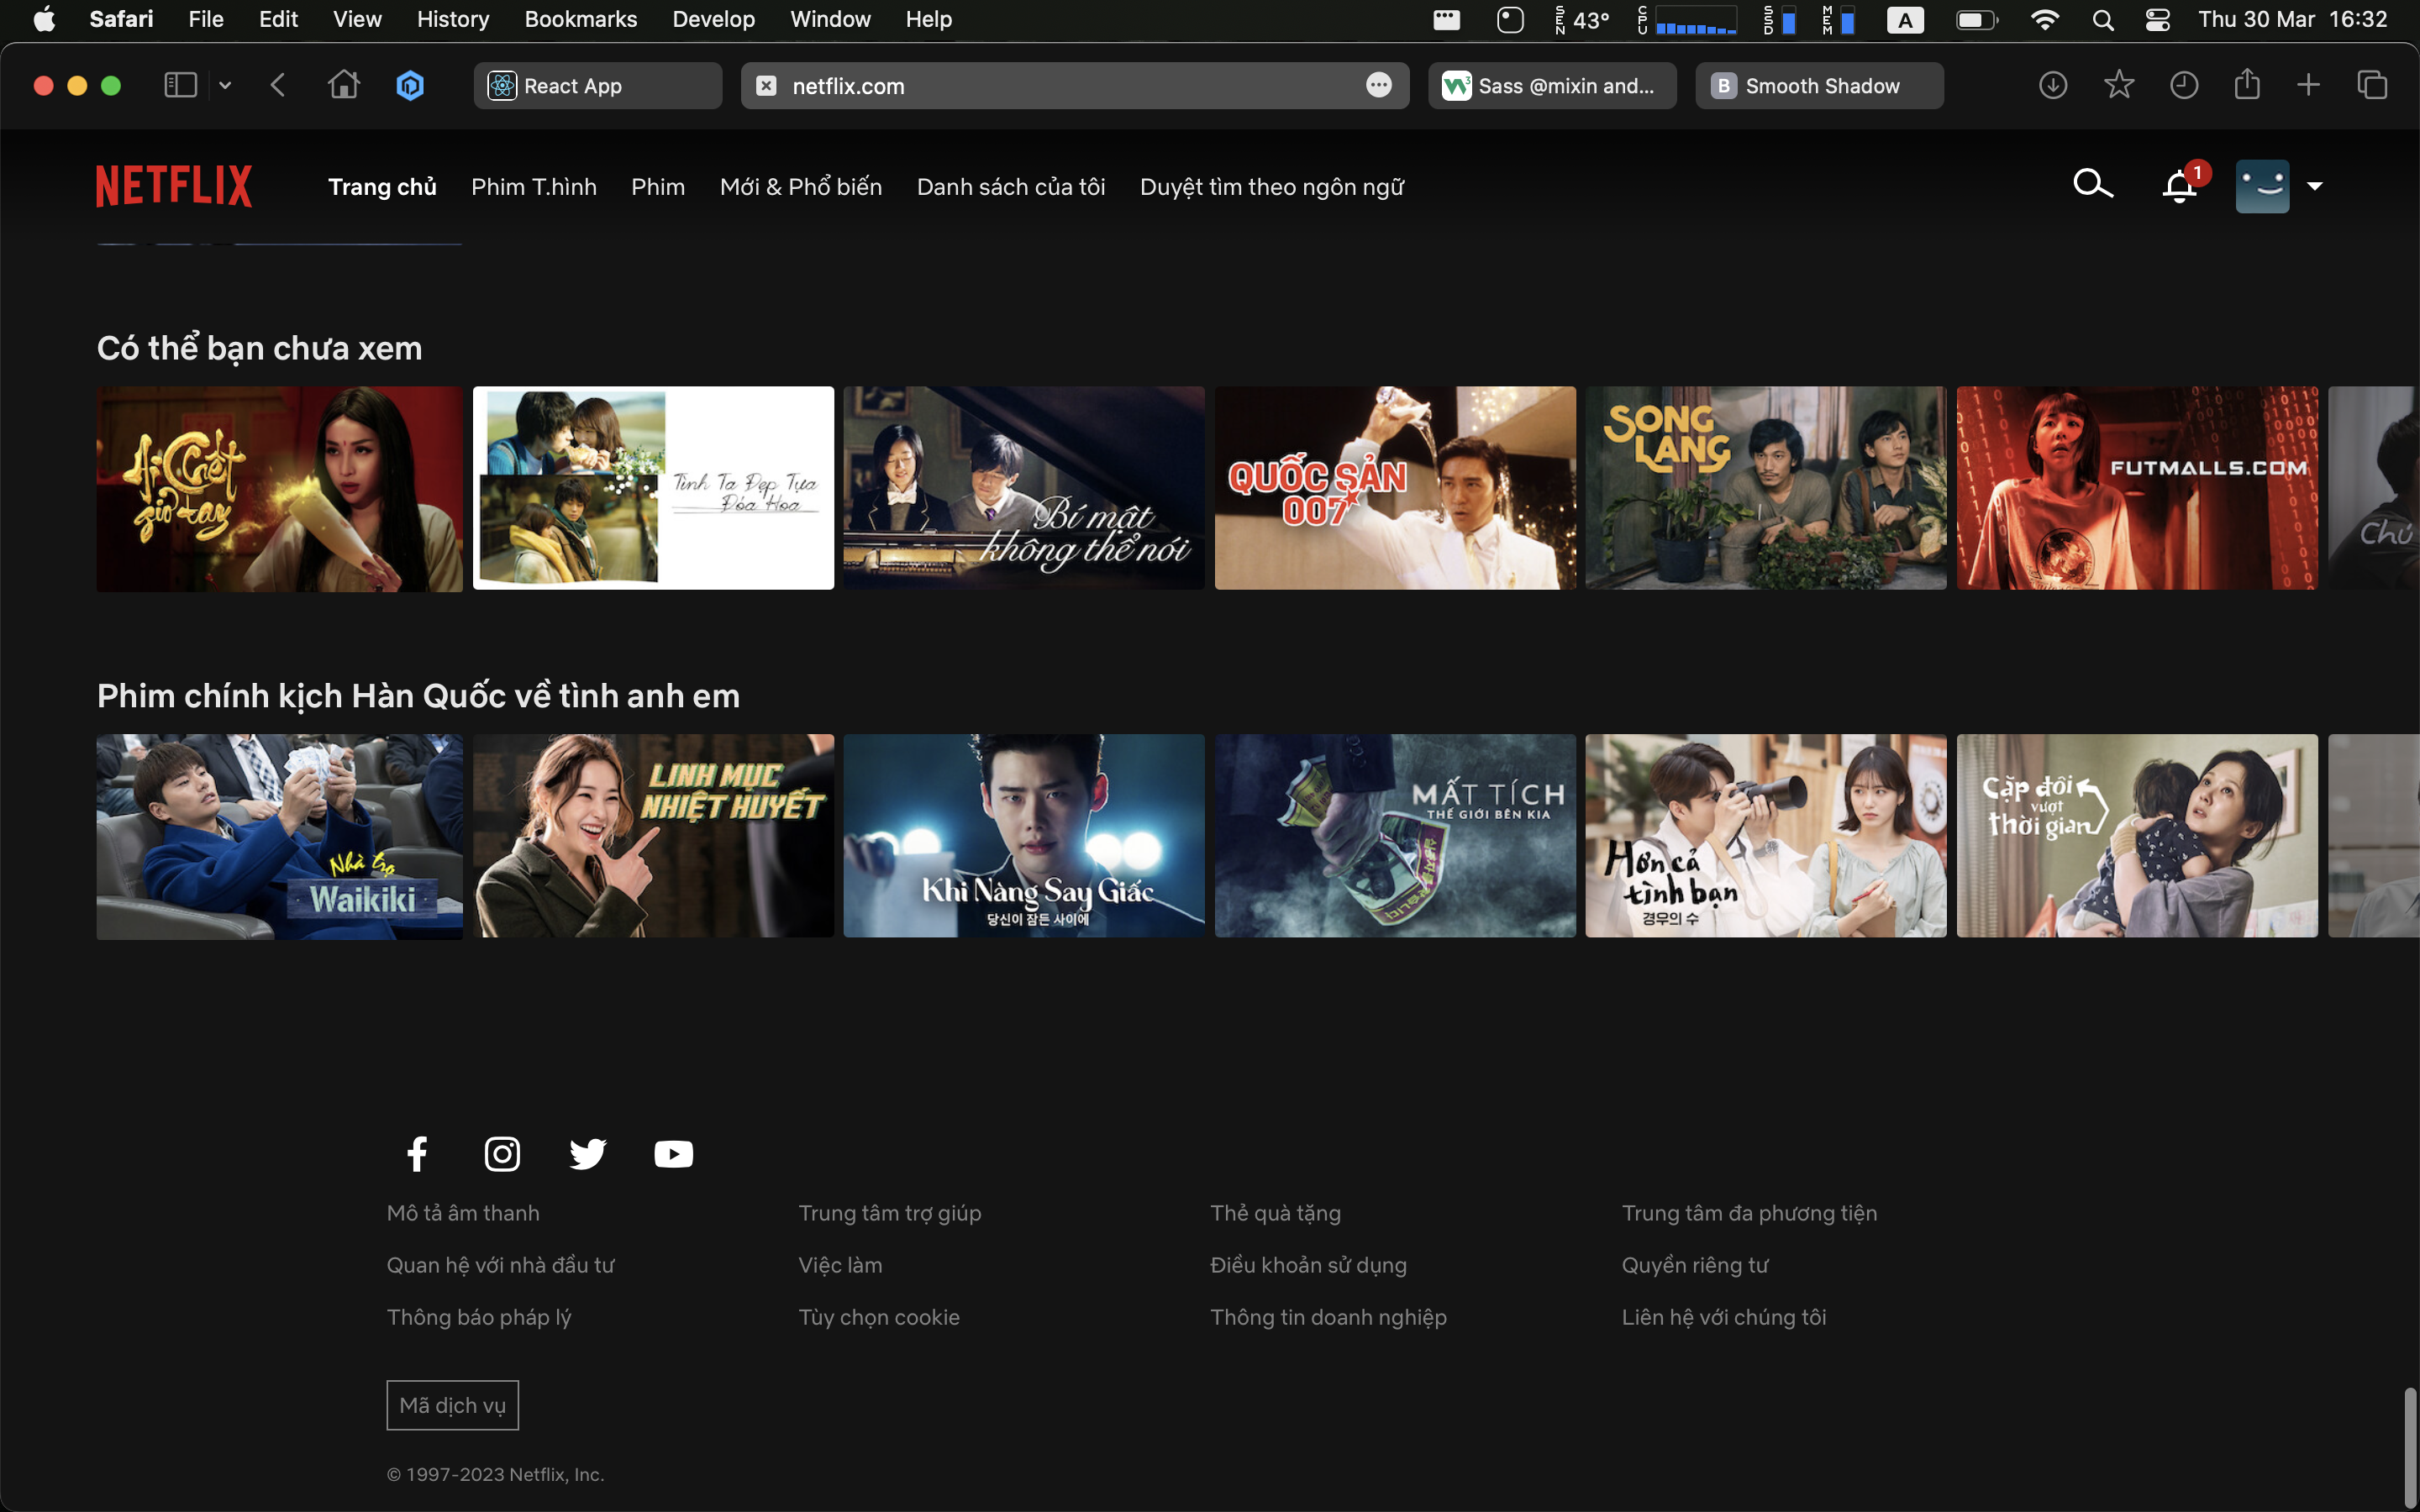 Safari File Edit View History Bookmarks Develop Window Help SEN 43° CPU SSD MEM A Thu 30 Mar 16:32
React App netflix.com Sass @mixin and... B Smooth Shadow
NETFLIX Trang chủ Phim T.hình Phim Mới & Phổ biến Danh sách của tôi Duyệt tìm theo ngôn ngữ 1
Có thể bạn chưa xem
Ai Chết
giơ tay
Tình Ta Đẹp Tựa
Đóa Hoa
Bí mật
không thể nói
QUỐC SẢN
007
SONG
LANG
FUTMALLS.COM
Chú
Phim chính kịch Hàn Quốc về tình anh em
Nhà trọ
Waikiki
LINH MỤC
NHIỆT HUYẾT
Khi Nàng Say Giấc
당신이 잠든 사이에
MẤT TÍCH
THẾ GIỚI BÊN KIA
Hơn cả
tình bạn
경우의 수
Cặp đôi
vượt
thời gian
Mô tả âm thanh Trung tâm trợ giúp Thẻ quà tặng Trung tâm đa phương tiện
Quan hệ với nhà đầu tư Việc làm Điều khoản sử dụng Quyền riêng tư
Thông báo pháp lý Tùy chọn cookie Thông tin doanh nghiệp Liên hệ với chúng tôi
Mã dịch vụ
© 1997-2023 Netflix, Inc.